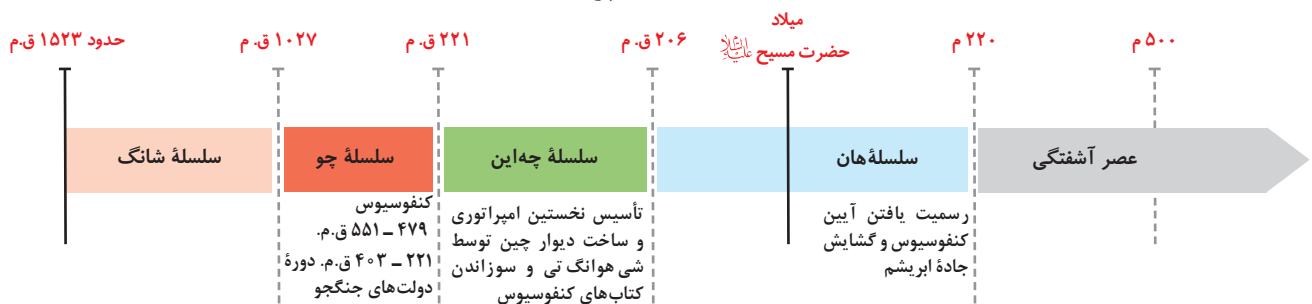 حدود ۱۵۲۳ ق.م
۱۰۲۷ ق. م
۲۲۱ ق. م
۲۰۶ ق. م
میلاد
حضرت مسیح علیه‌السلام
۲۲۰ م
۵۰۰ م
سلسلهٔ شانگ
سلسلهٔ چو
سلسلهٔ چه‌این
سلسلهٔ‌هان
عصر آشفتگی
کنفوسیوس
۴۷۹ – ۵۵۱ ق.م.
۲۲۱ – ۴۰۳ ق.م. دورهٔ
دولت‌های جنگجو
تأسیس نخستین امپراتوری
و ساخت دیوار چین توسط
شی هوانگ تی و سوزاندن
کتاب‌های کنفوسیوس
رسمیت یافتن آیین
کنفوسیوس و گشایش
جادهٔ ابریشم